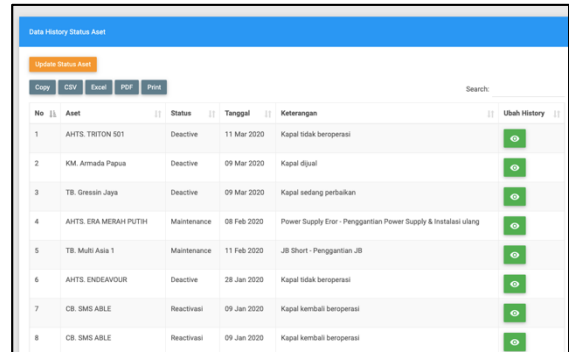 Data History Status Aset
Update Status Aset
Copy CSV Excel PDF Print
Search:
No Aset Status Tanggal Keterangan Ubah History
1 AHTS. TRITON 501 Deactive 11 Mar 2020 Kapal tidak beroperasi
2 KM. Armada Papua Deactive 09 Mar 2020 Kapal dijual
3 TB. Gressin Jaya Deactive 09 Mar 2020 Kapal sedang perbaikan
4 AHTS. ERA MERAH PUTIH Maintenance 08 Feb 2020 Power Supply Eror - Penggantian Power Supply & Instalasi ulang
5 TB. Multi Asia 1 Maintenance 11 Feb 2020 JB Short - Penggantian JB
6 AHTS. ENDEAVOUR Deactive 28 Jan 2020 Kapal tidak beroperasi
7 CB. SMS ABLE Reactivasi 09 Jan 2020 Kapal kembali beroperasi
8 CB. SMS ABLE Reactivasi 09 Jan 2020 Kapal kembali beroperasi